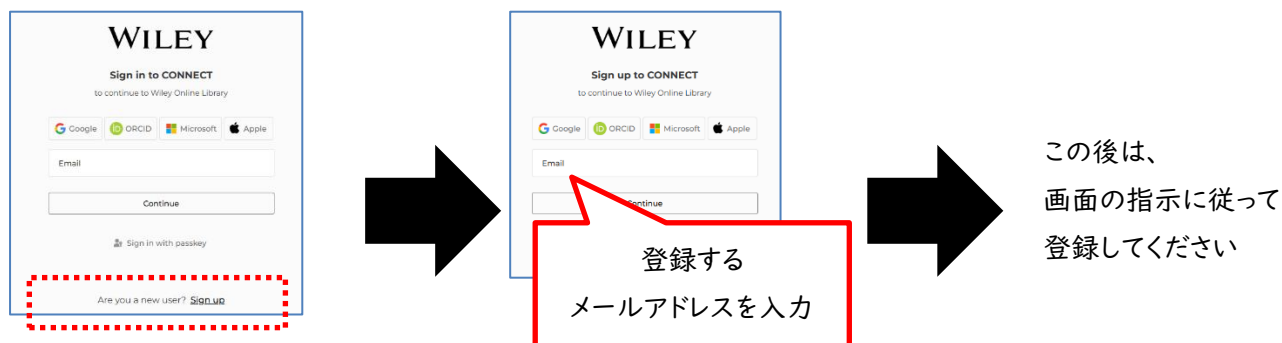 WILEY
Sign in to CONNECT
to continue to Wiley Online Library
Google ORCID Microsoft Apple
Email
Continue
Sign in with passkey
Are you a new user? Sign up
WILEY
Sign up to CONNECT
to continue to Wiley Online Library
Google ORCID Microsoft Apple
Email
Continue
登録する
メールアドレスを入力
この後は、
画面の指示に従って
登録してください